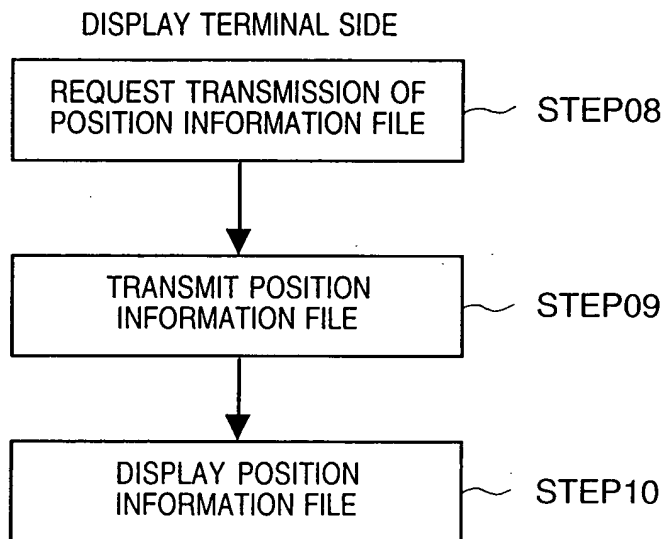 DISPLAY TERMINAL SIDE
REQUEST TRANSMISSION OF
POSITION INFORMATION FILE
STEP08
TRANSMIT POSITION
INFORMATION FILE
STEP09
DISPLAY POSITION
INFORMATION FILE
STEP10